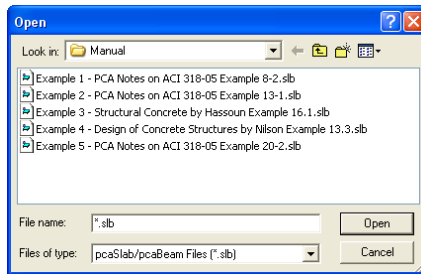 Open
Look in: Manual
Example 1 - PCA Notes on ACI 318-05 Example 8-2.slb
Example 2 - PCA Notes on ACI 318-05 Example 13-1.slb
Example 3 - Structural Concrete by Hassoun Example 16.1.slb
Example 4 - Design of Concrete Structures by Nilson Example 13.3.slb
Example 5 - PCA Notes on ACI 318-05 Example 20-2.slb
File name: *.slb Open
Files of type: pcaSlab/pcaBeam Files (*.slb) Cancel